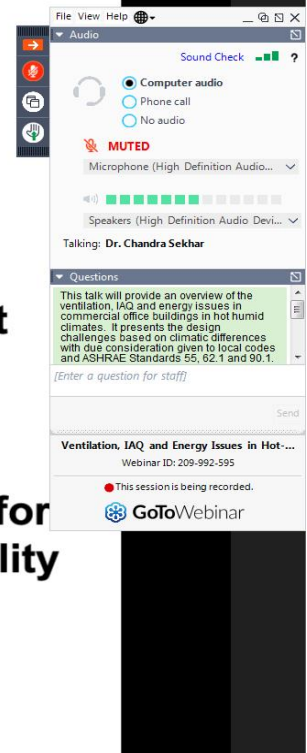 File View Help
Audio
Sound Check ?
Computer audio
Phone call
No audio
MUTED
Microphone (High Definition Audio...
Speakers (High Definition Audio Devi...
Talking: Dr. Chandra Sekhar
Questions
This talk will provide an overview of the
ventilation, IAQ and energy issues in
commercial office buildings in hot humid
climates. It presents the design
challenges based on climatic differences
with due consideration given to local codes
and ASHRAE Standards 55, 62.1 and 90.1.
[Enter a question for staff]
Send
Ventilation, IAQ and Energy Issues in Hot-...
Webinar ID: 209-992-595
This session is being recorded.
GoToWebinar
t
for
lity